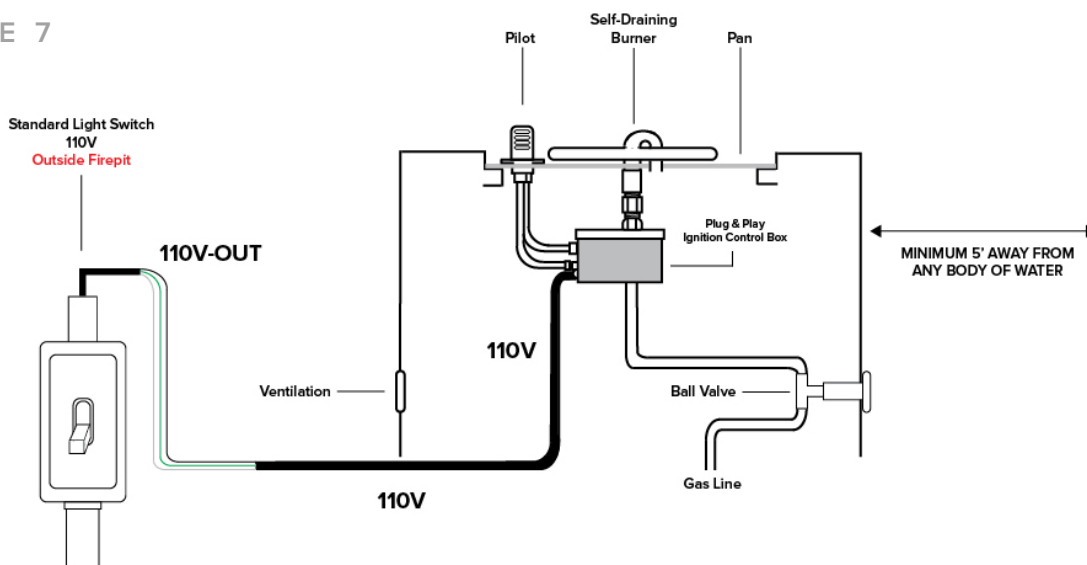 E 7
Self-Draining
Burner
Pilot
Pan
Standard Light Switch
110V
Outside Firepit
110V-OUT
Plug & Play
Ignition Control Box
MINIMUM 5' AWAY FROM
ANY BODY OF WATER
110V
Ventilation
Ball Valve
Gas Line
110V